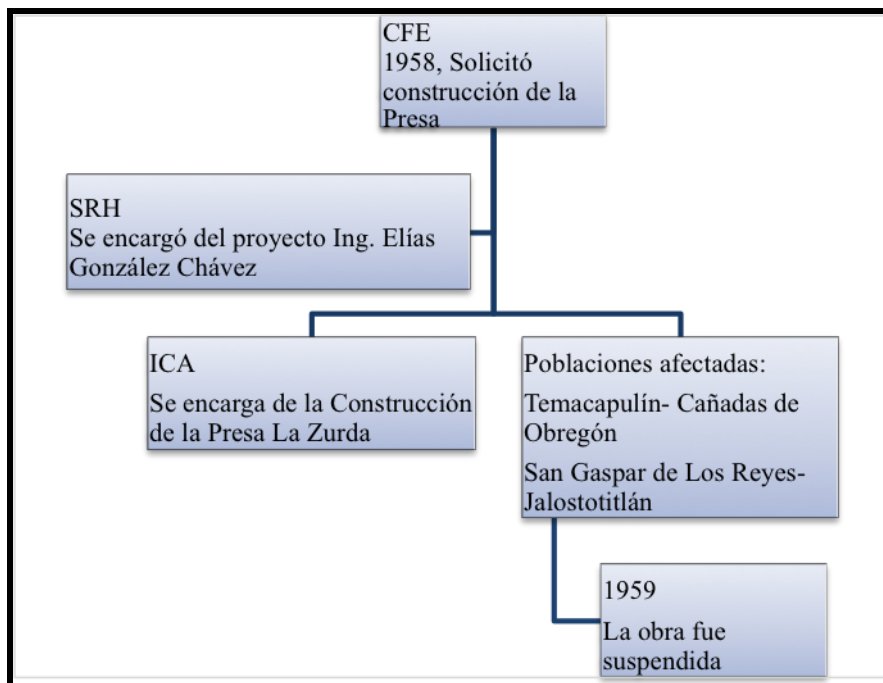 CFE
1958, Solicitó
construcción de la
Presa
SRH
Se encargó del proyecto Ing. Elías
González Chávez
ICA
Se encarga de la Construcción
de la Presa La Zurda
Poblaciones afectadas:
Temacapulín- Cañadas de
Obregón
San Gaspar de Los Reyes-
Jalostotitlán
1959
La obra fue
suspendida